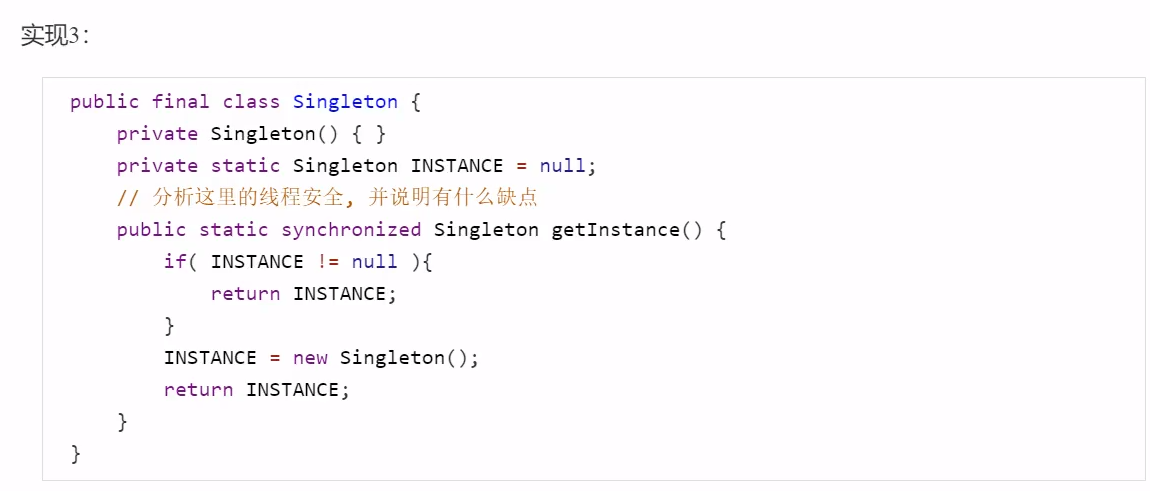 实现3：
public final class Singleton {
    private Singleton() { }
    private static Singleton INSTANCE = null;
    // 分析这里的线程安全, 并说明有什么缺点
    public static synchronized Singleton getInstance() {
        if( INSTANCE != null ){
            return INSTANCE;
        }
        INSTANCE = new Singleton();
        return INSTANCE;
    }
}